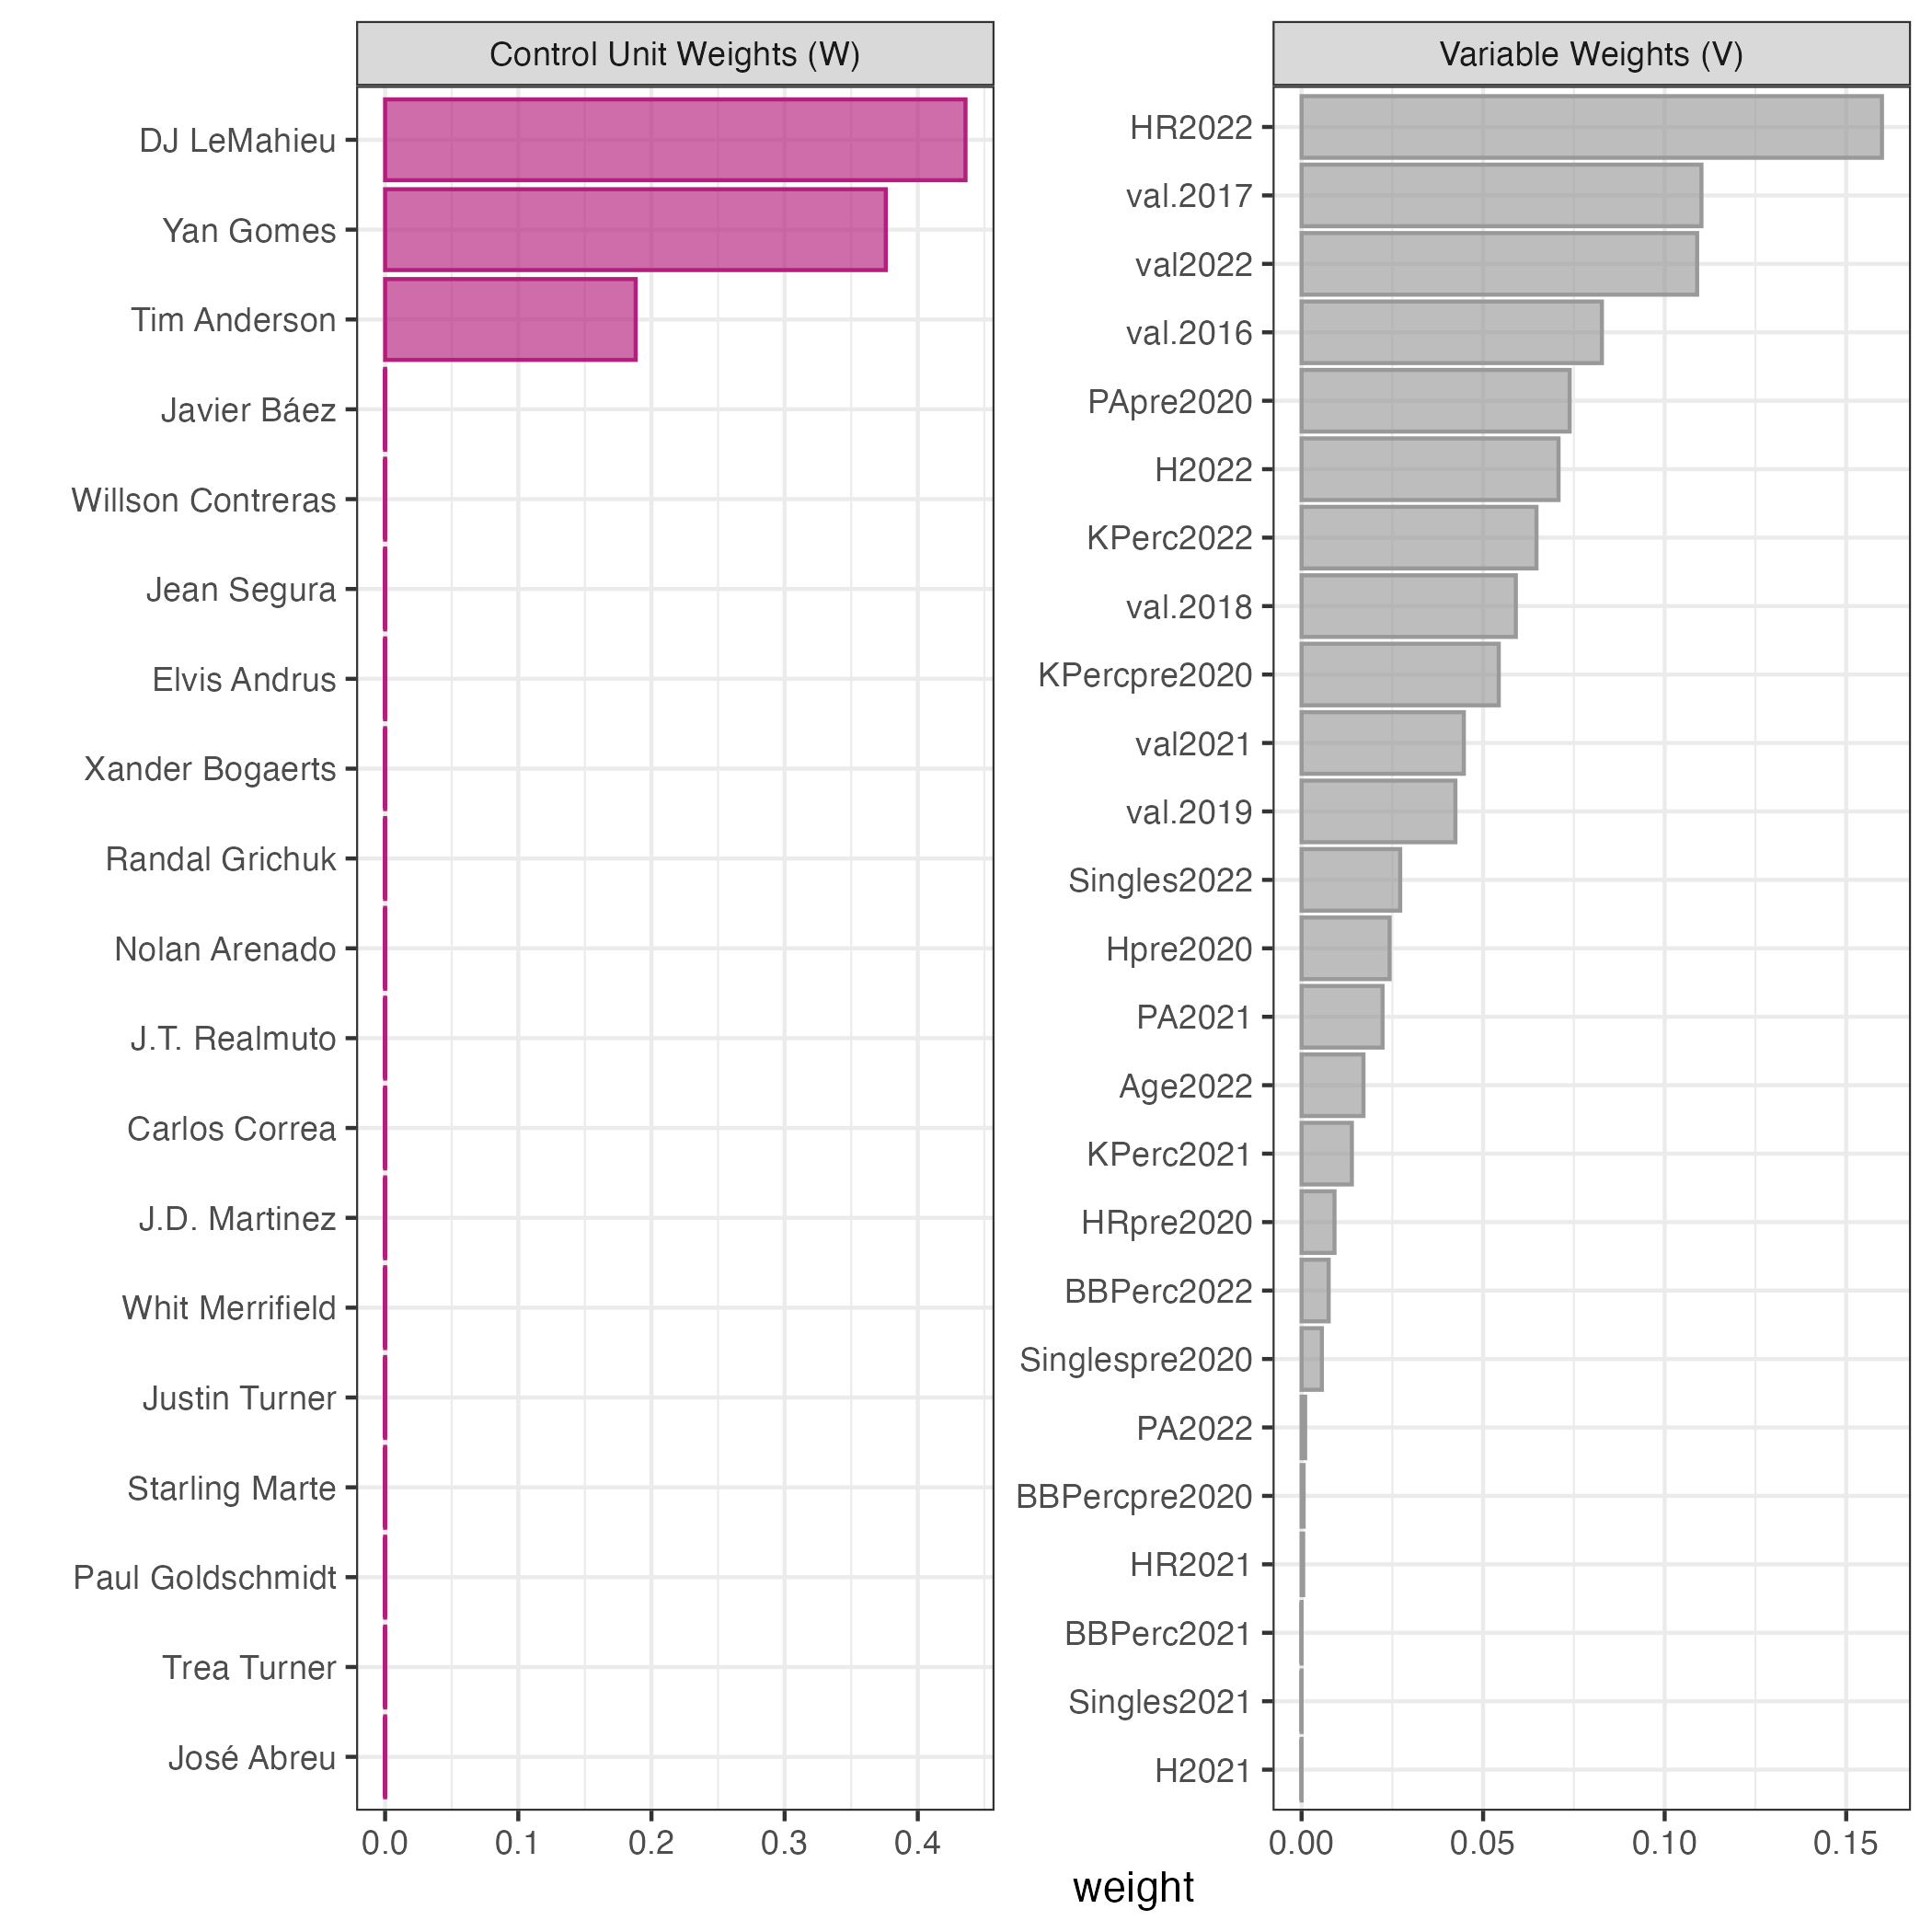 Control Unit Weights (W)
DJ LeMahieu
Yan Gomes
Tim Anderson
Javier Báez
Willson Contreras
Jean Segura
Elvis Andrus
Xander Bogaerts
Randal Grichuk
Nolan Arenado
J.T. Realmuto
Carlos Correa
J.D. Martinez
Whit Merrifield
Justin Turner
Starling Marte
Paul Goldschmidt
Trea Turner
José Abreu
0.0 0.1 0.2 0.3 0.4
Variable Weights (V)
HR2022
val.2017
val2022
val.2016
PApre2020
H2022
KPerc2022
val.2018
KPercpre2020
val2021
val.2019
Singles2022
Hpre2020
PA2021
Age2022
KPerc2021
HRpre2020
BBPerc2022
Singlespre2020
PA2022
BBPercpre2020
HR2021
BBPerc2021
Singles2021
H2021
0.00 0.05 0.10 0.15
weight